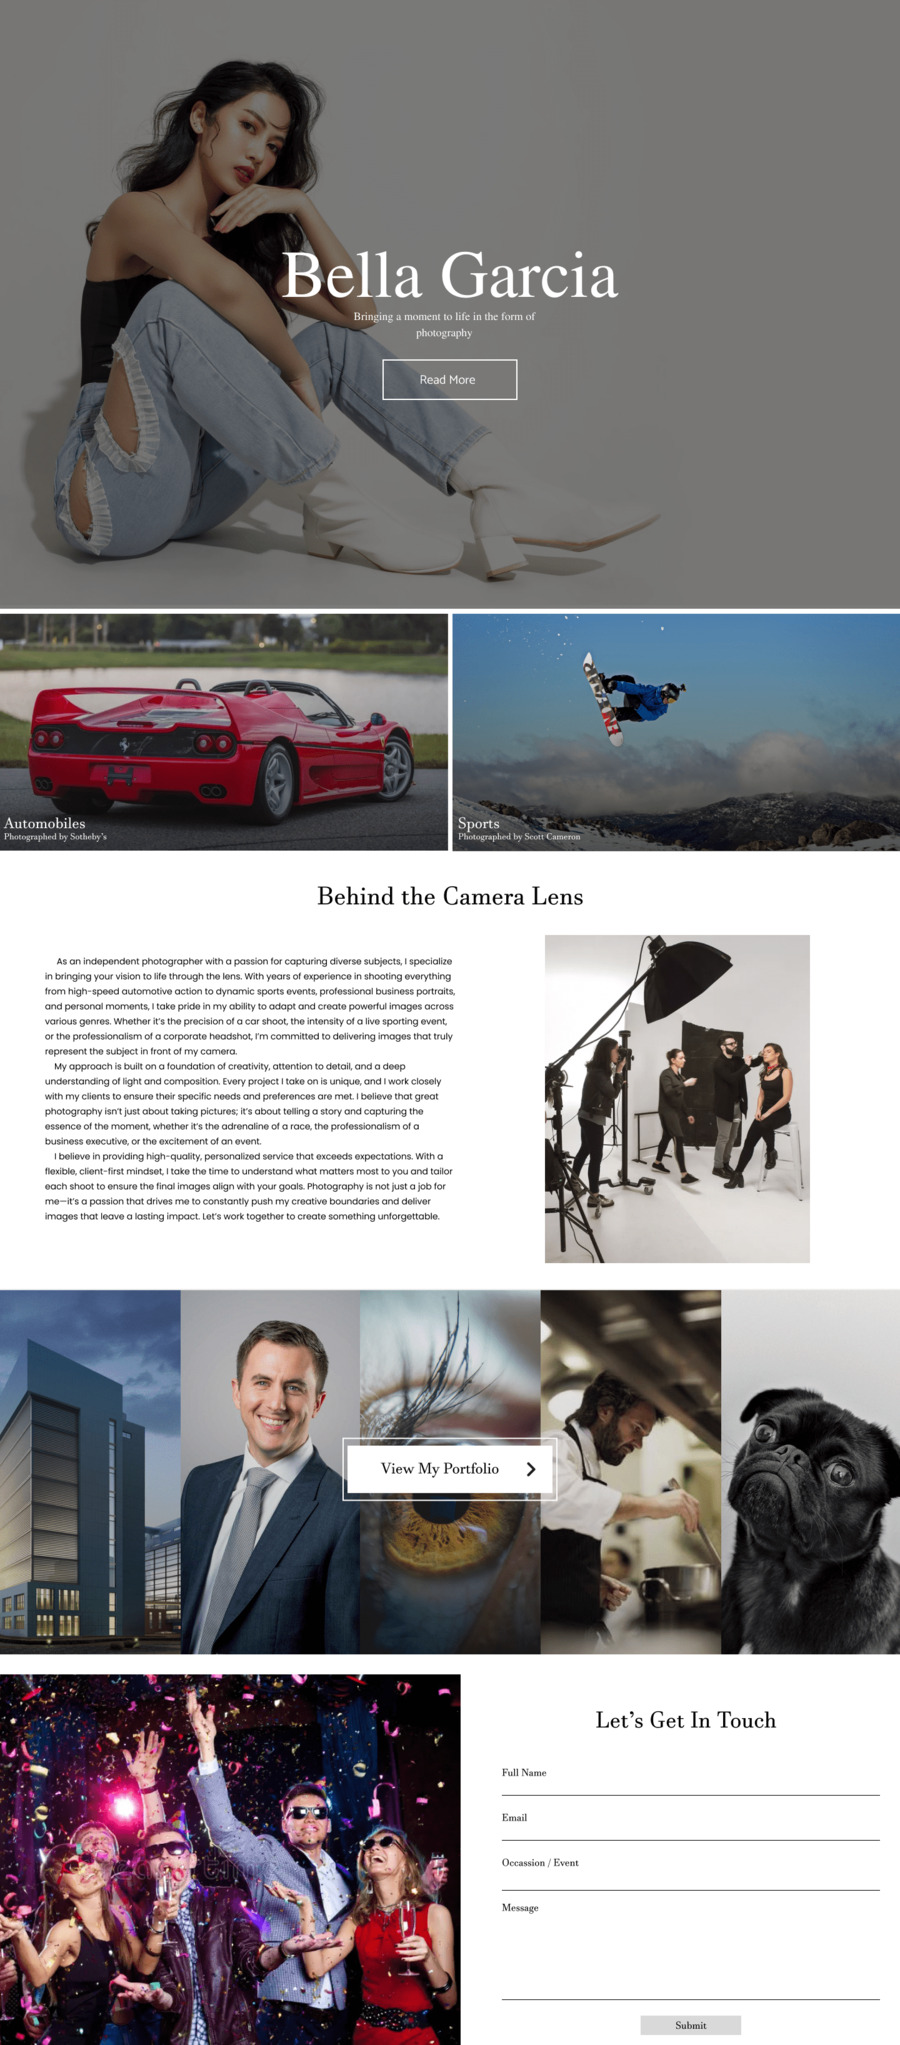 Bella Garcia
Bringing a moment to life in the form of
photography
Read More
Automobiles
Photographed by Sotheby's
Sports
Photographed by Scott Cameron
Behind the Camera Lens
As an independent photographer with a passion for capturing diverse subjects, I specialize
in bringing your vision to life through the lens. With years of experience in shooting everything
from high-speed automotive action to dynamic sports events, professional business portraits,
and personal moments, I take pride in my ability to adapt and create powerful images across
various genres. Whether it's the precision of a car shoot, the intensity of a live sporting event,
or the professionalism of a corporate headshot, I'm committed to delivering images that truly
represent the subject in front of my camera.
My approach is built on a foundation of creativity, attention to detail, and a deep
understanding of light and composition. Every project I take on is unique, and I work closely
with my clients to ensure their specific needs and preferences are met. I believe that great
photography isn't just about taking pictures; it's about telling a story and capturing the
essence of the moment, whether it's the adrenaline of a race, the professionalism of a
business executive, or the excitement of an event.
I believe in providing high-quality, personalized service that exceeds expectations. With a
flexible, client-first mindset, I take the time to understand what matters most to you and tailor
each shoot to ensure the final images align with your goals. Photography is not just a job for
me—it's a passion that drives me to constantly push my creative boundaries and deliver
images that leave a lasting impact. Let's work together to create something unforgettable.
View My Portfolio
Let's Get In Touch
Full Name
Email
Occassion / Event
Message
Submit